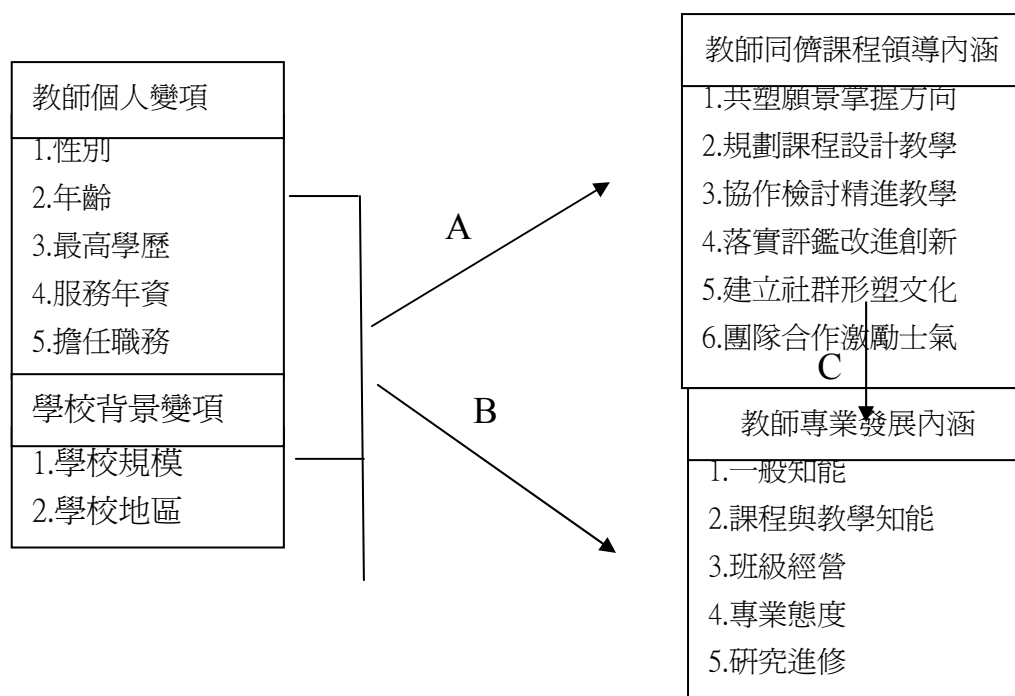 教師個人變項
1.性別
2.年齡
3.最高學歷
4.服務年資
5.擔任職務
學校背景變項
1.學校規模
2.學校地區
A
B
教師同儕課程領導內涵
1.共塑願景掌握方向
2.規劃課程設計教學
3.協作檢討精進教學
4.落實評鑑改進創新
5.建立社群形塑文化
6.團隊合作激勵士氣
C
教師專業發展內涵
1.一般知能
2.課程與教學知能
3.班級經營
4.專業態度
5.研究進修